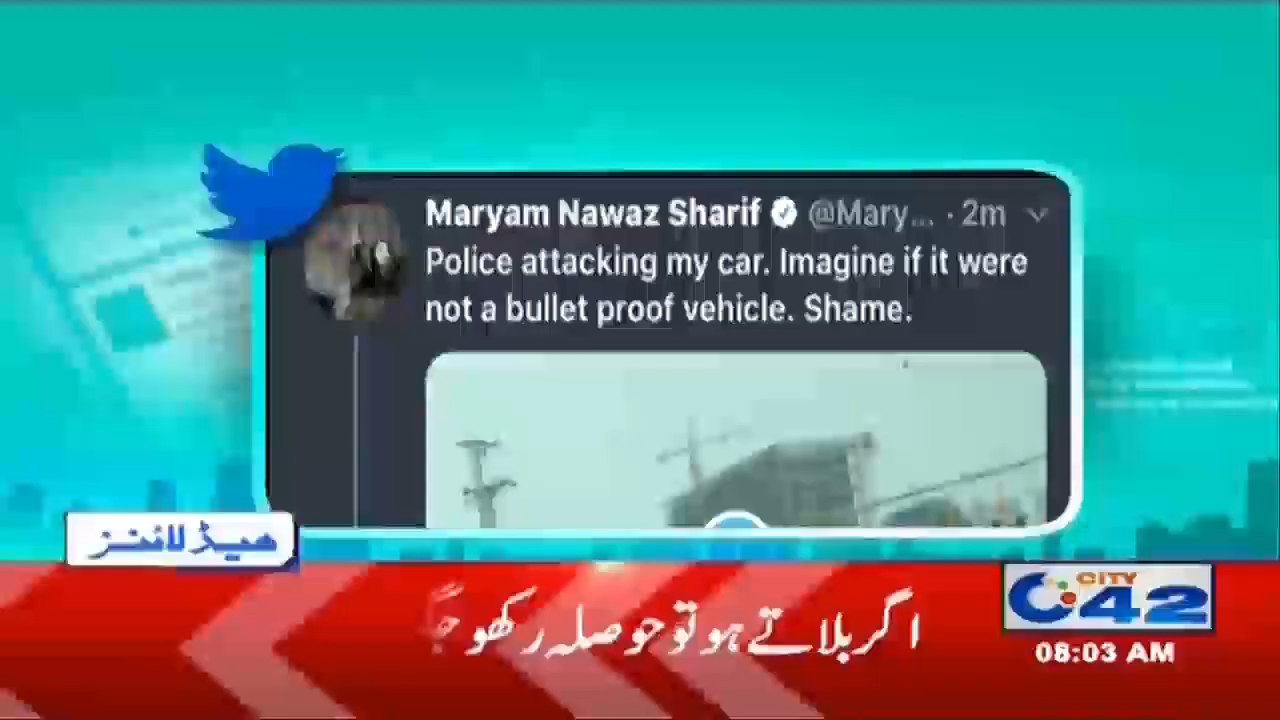 Maryam Nawaz Sharif @Mary... · 2m
Police attacking my car. Imagine if it were
not a bullet proof vehicle. Shame.
ہیڈ لائنز
اگر بلاتے ہو تو حوصلہ رکھو
CITY
42
08:03 AM